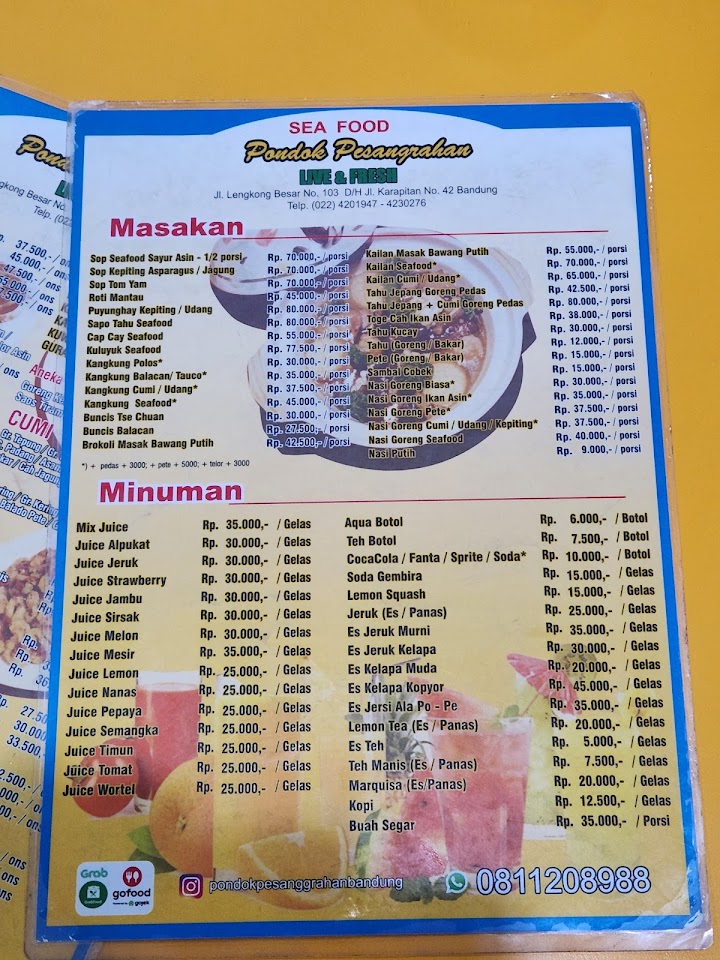 SEA FOOD
Pondok Pesangrahan
LIVE & FRESH
Jl. Lengkong Besar No, 103 D/H Jl. Karapitan No. 42 Bandung
Telp. (022) 4201947 - 4230276
Masakan
Sop Seafood Sayur Asin - 1/2 porsi Rp. 70.000,- / porsi
Sop Kepiting Asparagus / Jagung Rp. 70.000,- / porsi
Sop Tom Yam Rp. 70.000,- / porsi
Roti Mantau Rp. 45.000,- / porsi
Puyunghay Kepiting / Udang Rp. 80.000,- / porsi
Sapo Tahu Seafood Rp. 80.000,- / porsi
Cap Cay Seafood Rp. 55.000,- / porsi
Kuluyuk Seafood Rp. 77.500,- / porsi
Kangkung Polos* Rp. 30.000,- / porsi
Kangkung Balacan/ Tauco* Rp. 35.000,- / porsi
Kangkung Cumi / Udang* Rp. 37.500,- / porsi
Kangkung Seafood* Rp. 45.000,- / porsi
Buncis Tse Chuan Rp. 30.000,- / porsi
Buncis Balacan Rp. 27.500,- / porsi
Brokoli Masak Bawang Putih Rp. 42.500,- / porsi
*) + pedas + 3000; + pete + 5000; + telor + 3000
Kailan Masak Bawang Putih Rp. 55.000,- / porsi
Kailan Seafood* Rp. 70.000,- / porsi
Kailan Cumi / Udang* Rp. 65.000,- / porsi
Tahu Jepang Goreng Pedas Rp. 42.500,- / porsi
Tahu Jepang + Cumi Goreng Pedas Rp. 80.000,- / porsi
Toge Cah Ikan Asin Rp. 38.000,- / porsi
Tahu Kucay Rp. 30.000,- / porsi
Tahu (Goreng / Bakar) Rp. 12.000,- / porsi
Pete (Goreng / Bakar) Rp. 15.000,- / porsi
Sambal/Cobek Rp. 15.000,- / porsi
Nasi Goreng Biasa* Rp. 30.000,- / porsi
Nasi Goreng Ikan Asin* Rp. 35.000,- / porsi
Nasi Goreng Pete* Rp. 37.500,- / porsi
Nasi Goreng Cumi / Udang / Kepiting* Rp. 37.500,- / porsi
Nasi Goreng Seafood Rp. 40.000,- / porsi
Nasi Putih Rp. 9.000,- / porsi
Minuman
Mix Juice Rp. 35.000,- / Gelas
Juice Alpukat Rp. 30.000,- / Gelas
Juice Jeruk Rp. 30.000,- / Gelas
Juice Strawberry Rp. 30.000,- / Gelas
Juice Jambu Rp. 30.000,- / Gelas
Juice Sirsak Rp. 30.000,- / Gelas
Juice Melon Rp. 30.000,- / Gelas
Juice Mesir Rp. 35.000,- / Gelas
Juice Lemon Rp. 25.000,- / Gelas
Juice Nanas Rp. 25.000,- / Gelas
Juice Pepaya Rp. 25.000,- / Gelas
Juice Semangka Rp. 25.000,- / Gelas
Juice Timun Rp. 25.000,- / Gelas
Juice Tomat Rp. 25.000,- / Gelas
Juice Wortel Rp. 25.000,- / Gelas
Aqua Botol Rp. 6.000,- / Botol
Teh Botol Rp. 7.500,- / Botol
CocaCola / Fanta / Sprite / Soda* Rp. 10.000,- / Botol
Soda Gembira Rp. 15.000,- / Gelas
Lemon Squash Rp. 15.000,- / Gelas
Jeruk (Es / Panas) Rp. 25.000,- / Gelas
Es Jeruk Murni Rp. 35.000,- / Gelas
Es Jeruk Kelapa Rp. 30.000,- / Gelas
Es Kelapa Muda Rp. 20.000,- / Gelas
Es Kelapa Kopyor Rp. 45.000,- / Gelas
Es Jersi Ala Po - Pe Rp. 35.000,- / Gelas
Lemon Tea (Es / Panas) Rp. 20.000,- / Gelas
Es Teh Rp. 5.000,- / Gelas
Teh Manis (Es / Panas) Rp. 7.500,- / Gelas
Marquisa (Es/Panas) Rp. 20.000,- / Gelas
Kopi Rp. 12.500,- / Gelas
Buah Segar Rp. 35.000,- / Porsi
Grab
GrabFood
gofood
powered by gojek
pondokpesanggrahanbandung
0811208988